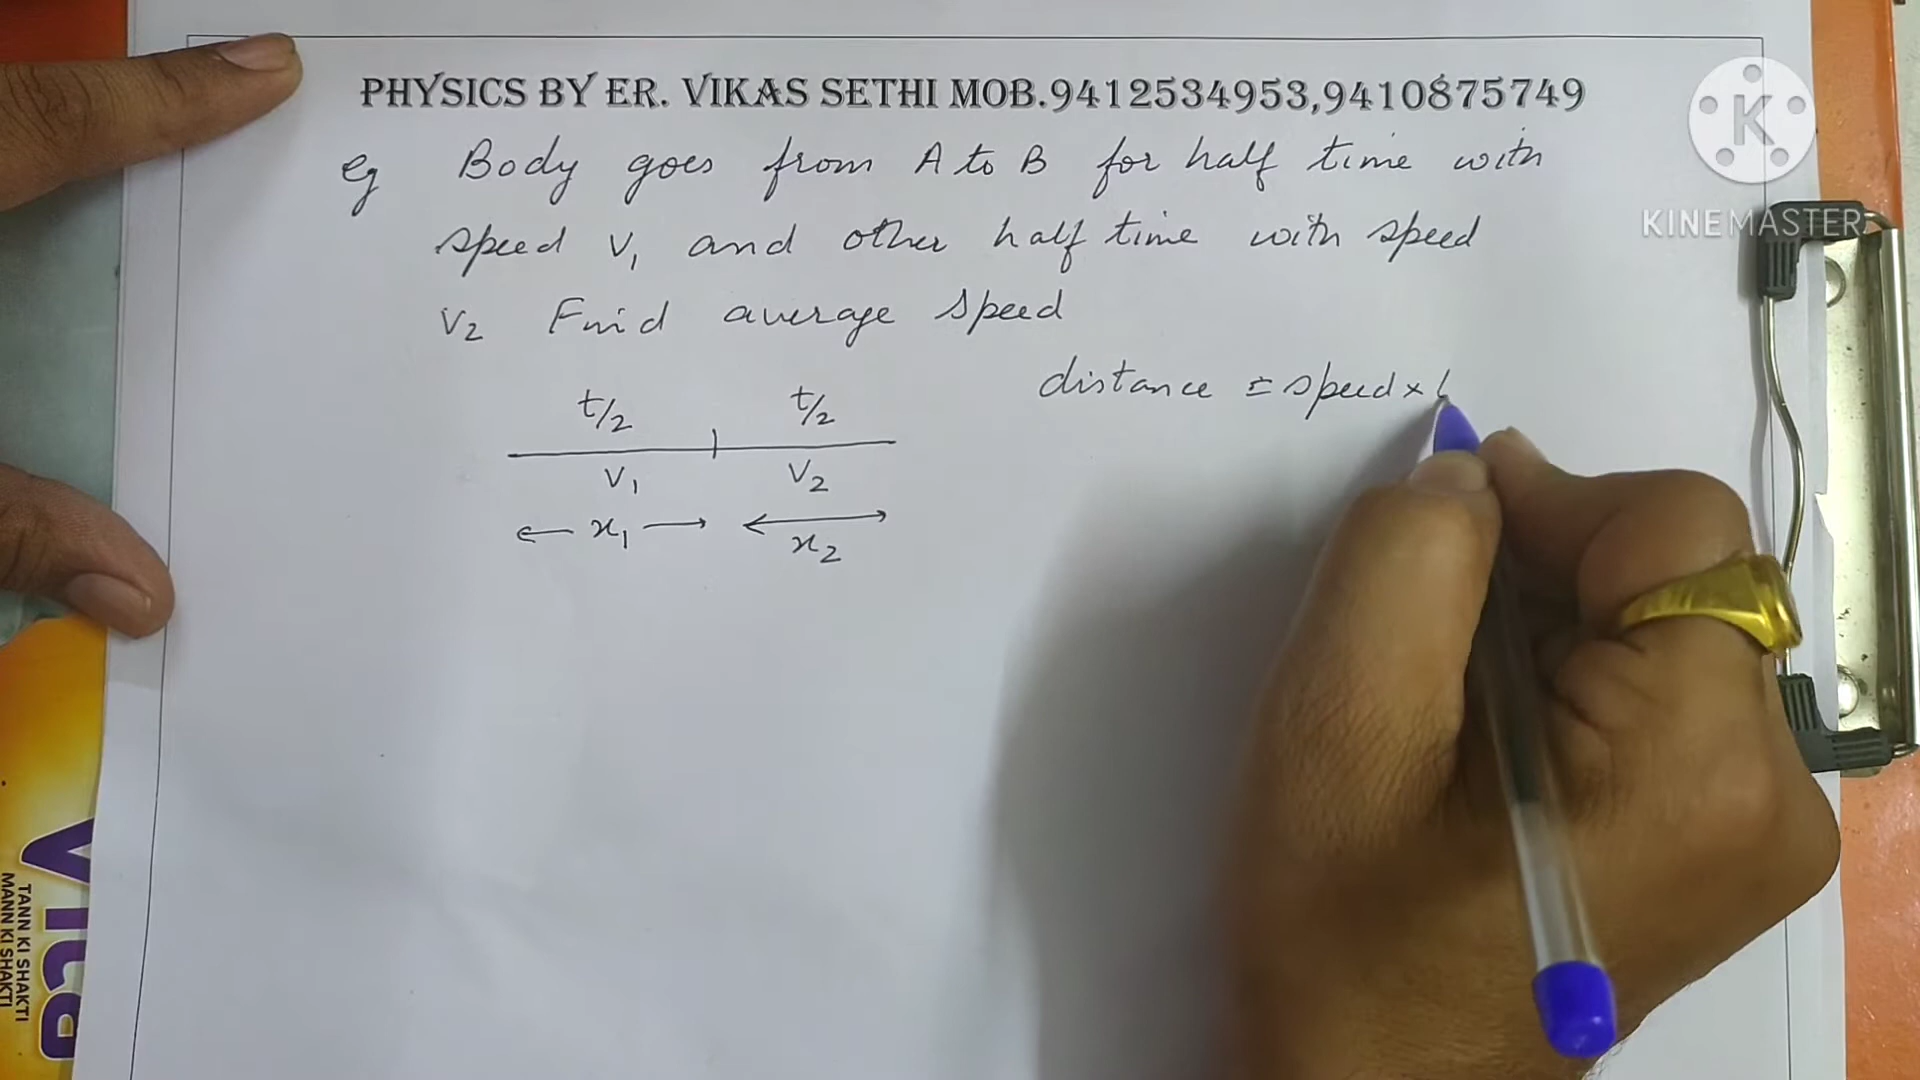 PHYSICS BY ER. VIKAS SETHI MOB.9412534953,9410875749
K
KINEMASTER
eg Body goes from A to B for half time with
speed v₁ and other half time with speed
v₂ Find average speed
distance = speed ×
t/2 t/2
v₁ v₂
x₁
x₂
Vita
TANN KI SHAKTI
MANN KI SHAKTI